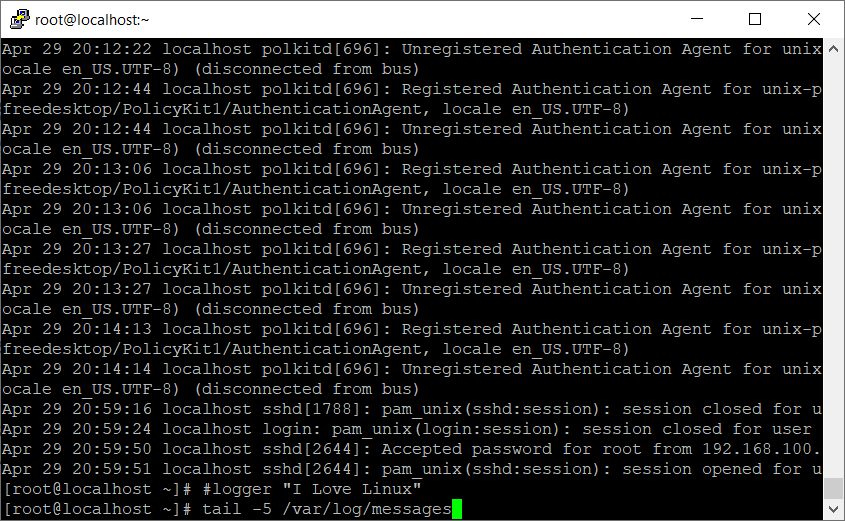 root@localhost:~
Apr 29 20:12:22 localhost polkitd[696]: Unregistered Authentication Agent for unix
ocale en_US.UTF-8) (disconnected from bus)
Apr 29 20:12:44 localhost polkitd[696]: Registered Authentication Agent for unix-p
freedesktop/PolicyKit1/AuthenticationAgent, locale en_US.UTF-8)
Apr 29 20:12:44 localhost polkitd[696]: Unregistered Authentication Agent for unix
ocale en_US.UTF-8) (disconnected from bus)
Apr 29 20:13:06 localhost polkitd[696]: Registered Authentication Agent for unix-p
freedesktop/PolicyKit1/AuthenticationAgent, locale en_US.UTF-8)
Apr 29 20:13:06 localhost polkitd[696]: Unregistered Authentication Agent for unix
ocale en_US.UTF-8) (disconnected from bus)
Apr 29 20:13:27 localhost polkitd[696]: Registered Authentication Agent for unix-p
freedesktop/PolicyKit1/AuthenticationAgent, locale en_US.UTF-8)
Apr 29 20:13:27 localhost polkitd[696]: Unregistered Authentication Agent for unix
ocale en_US.UTF-8) (disconnected from bus)
Apr 29 20:14:13 localhost polkitd[696]: Registered Authentication Agent for unix-p
freedesktop/PolicyKit1/AuthenticationAgent, locale en_US.UTF-8)
Apr 29 20:14:14 localhost polkitd[696]: Unregistered Authentication Agent for unix
ocale en_US.UTF-8) (disconnected from bus)
Apr 29 20:59:16 localhost sshd[1788]: pam_unix(sshd:session): session closed for u
Apr 29 20:59:24 localhost login: pam_unix(login:session): session closed for user
Apr 29 20:59:50 localhost sshd[2644]: Accepted password for root from 192.168.100.
Apr 29 20:59:51 localhost sshd[2644]: pam_unix(sshd:session): session opened for u
[root@localhost ~]# #logger "I Love Linux"
[root@localhost ~]# tail -5 /var/log/messages